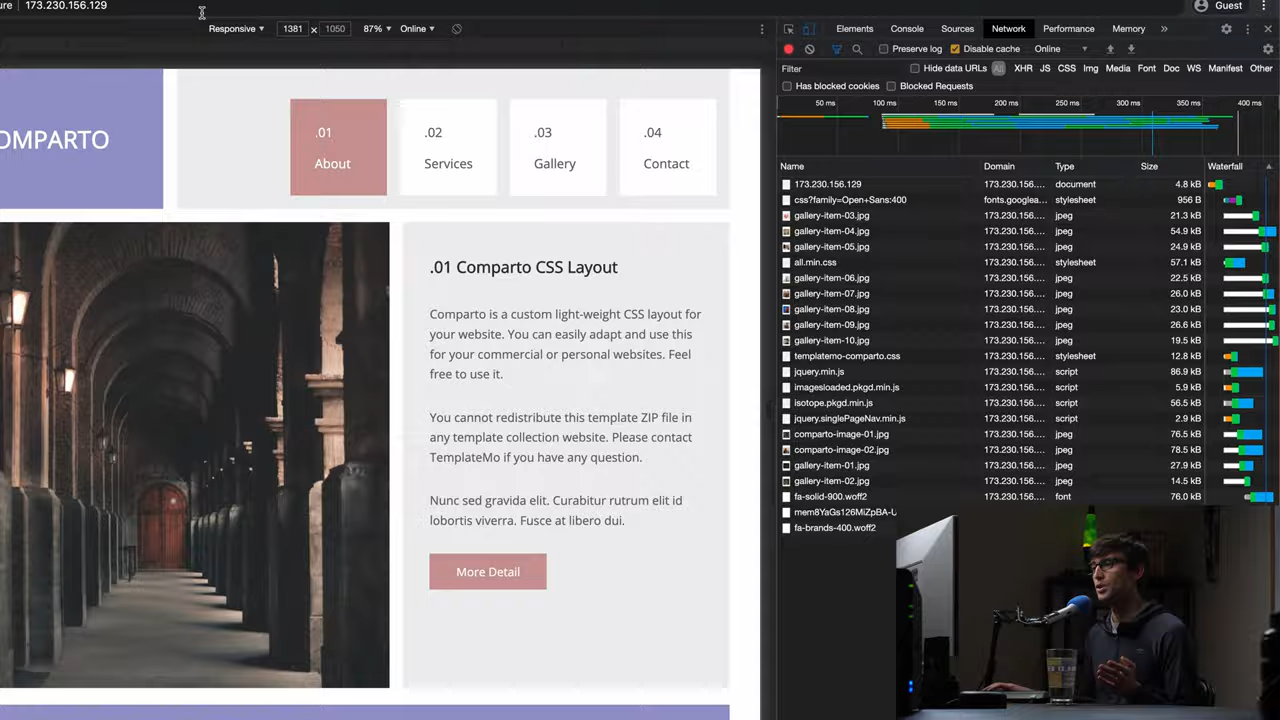 ure | 173.230.156.129
Guest
Responsive ▾ 1381 × 1050 87% ▾ Online ▾
Elements Console Sources Network Performance Memory »
Preserve log Disable cache Online
Filter Hide data URLs All XHR JS CSS Img Media Font Doc WS Manifest Other
Has blocked cookies Blocked Requests
50 ms 100 ms 150 ms 200 ms 250 ms 300 ms 350 ms 400 ms
Name Domain Type Size Waterfall
173.230.156.129 173.230.156.... document 4.8 kB
css?family=Open+Sans:400 fonts.googlea... stylesheet 956 B
gallery-item-03.jpg 173.230.156.... jpeg 21.3 kB
gallery-item-04.jpg 173.230.156.... jpeg 54.9 kB
gallery-item-05.jpg 173.230.156.... jpeg 24.9 kB
all.min.css 173.230.156.... stylesheet 57.1 kB
gallery-item-06.jpg 173.230.156.... jpeg 22.5 kB
gallery-item-07.jpg 173.230.156.... jpeg 26.0 kB
gallery-item-08.jpg 173.230.156.... jpeg 23.0 kB
gallery-item-09.jpg 173.230.156.... jpeg 26.6 kB
gallery-item-10.jpg 173.230.156.... jpeg 19.5 kB
templatemo-comparto.css 173.230.156.... stylesheet 12.8 kB
jquery.min.js 173.230.156.... script 86.9 kB
imagesloaded.pkgd.min.js 173.230.156.... script 5.9 kB
isotope.pkgd.min.js 173.230.156.... script 56.5 kB
jquery.singlePageNav.min.js 173.230.156.... script 2.9 kB
comparto-image-01.jpg 173.230.156.... jpeg 76.5 kB
comparto-image-02.jpg 173.230.156.... jpeg 78.5 kB
gallery-item-01.jpg 173.230.156.... jpeg 27.9 kB
gallery-item-02.jpg 173.230.156.... jpeg 14.5 kB
fa-solid-900.woff2 173.230.156.... font 76.0 kB
mem8YaGs126MiZpBA-U
fa-brands-400.woff2
OMPARTO
.01 .02 .03 .04
About Services Gallery Contact
.01 Comparto CSS Layout
Comparto is a custom light-weight CSS layout for
your website. You can easily adapt and use this
for your commercial or personal websites. Feel
free to use it.
You cannot redistribute this template ZIP file in
any template collection website. Please contact
TemplateMo if you have any question.
Nunc sed gravida elit. Curabitur rutrum elit id
lobortis viverra. Fusce at libero dui.
More Detail